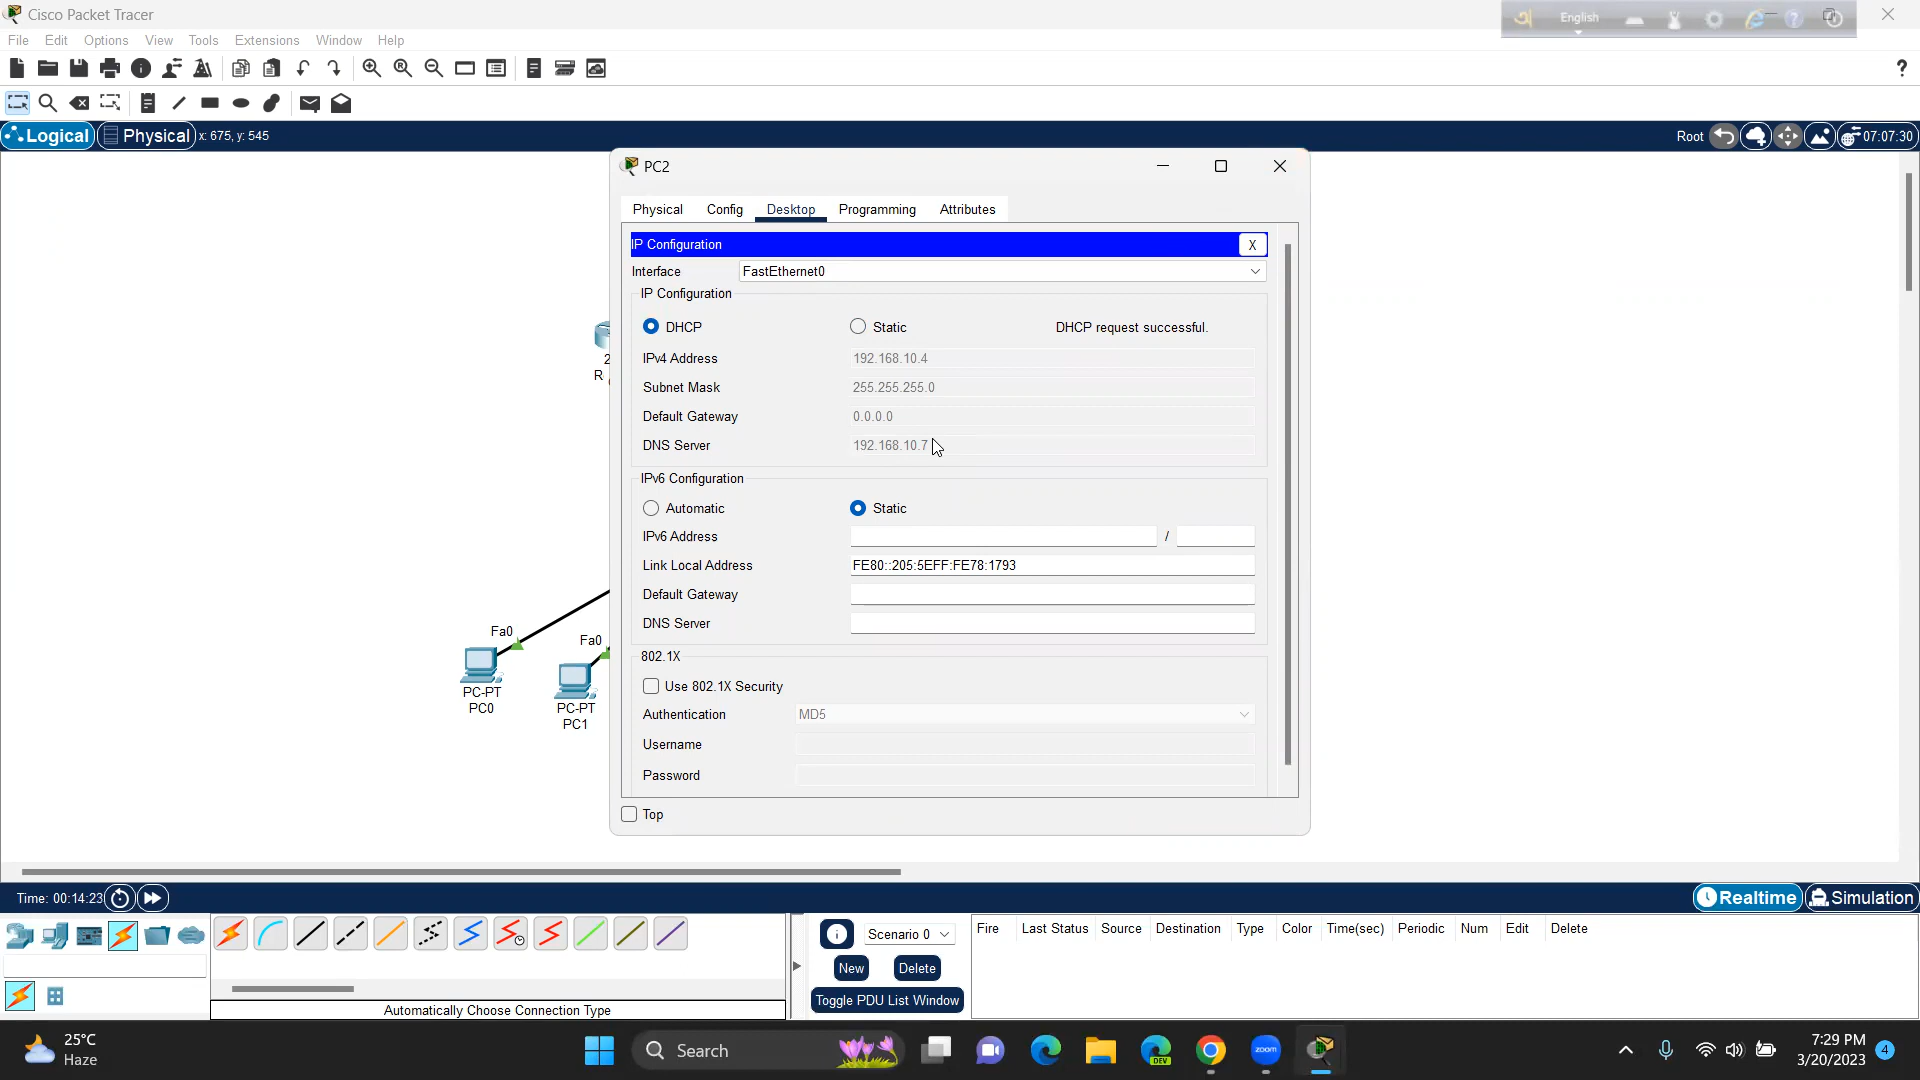 Cisco Packet Tracer
English
File Edit Options View Tools Extensions Window Help
?
Logical Physical x: 675, y: 545
Root 07:07:30
PC2
Physical Config Desktop Programming Attributes
IP Configuration X
Interface FastEthernet0
IP Configuration
DHCP Static DHCP request successful.
IPv4 Address 192.168.10.4
Subnet Mask 255.255.255.0
Default Gateway 0.0.0.0
DNS Server 192.168.10.7
IPv6 Configuration
Automatic Static
IPv6 Address /
Link Local Address FE80::205:5EFF:FE78:1793
Default Gateway
DNS Server
802.1X
Use 802.1X Security
Authentication MD5
Username
Password
Top
2
R
Fa0
Fa0
PC-PT
PC0
PC-PT
PC1
Time: 00:14:23
Realtime Simulation
Scenario 0
New Delete
Toggle PDU List Window
Fire Last Status Source Destination Type Color Time(sec) Periodic Num Edit Delete
Automatically Choose Connection Type
25°C
Haze
Search
DEV
zoom
7:29 PM
3/20/2023
4